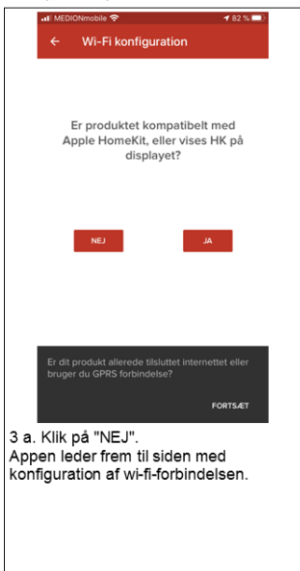 MEDIONmobile 82 %
← Wi-Fi konfiguration
Er produktet kompatibelt med
Apple HomeKit, eller vises HK på
displayet?
NEJ JA
Er dit produkt allerede tilsluttet internettet eller
bruger du GPRS forbindelse?
FORTSÆT
3 a. Klik på "NEJ".
Appen leder frem til siden med
konfiguration af wi-fi-forbindelsen.